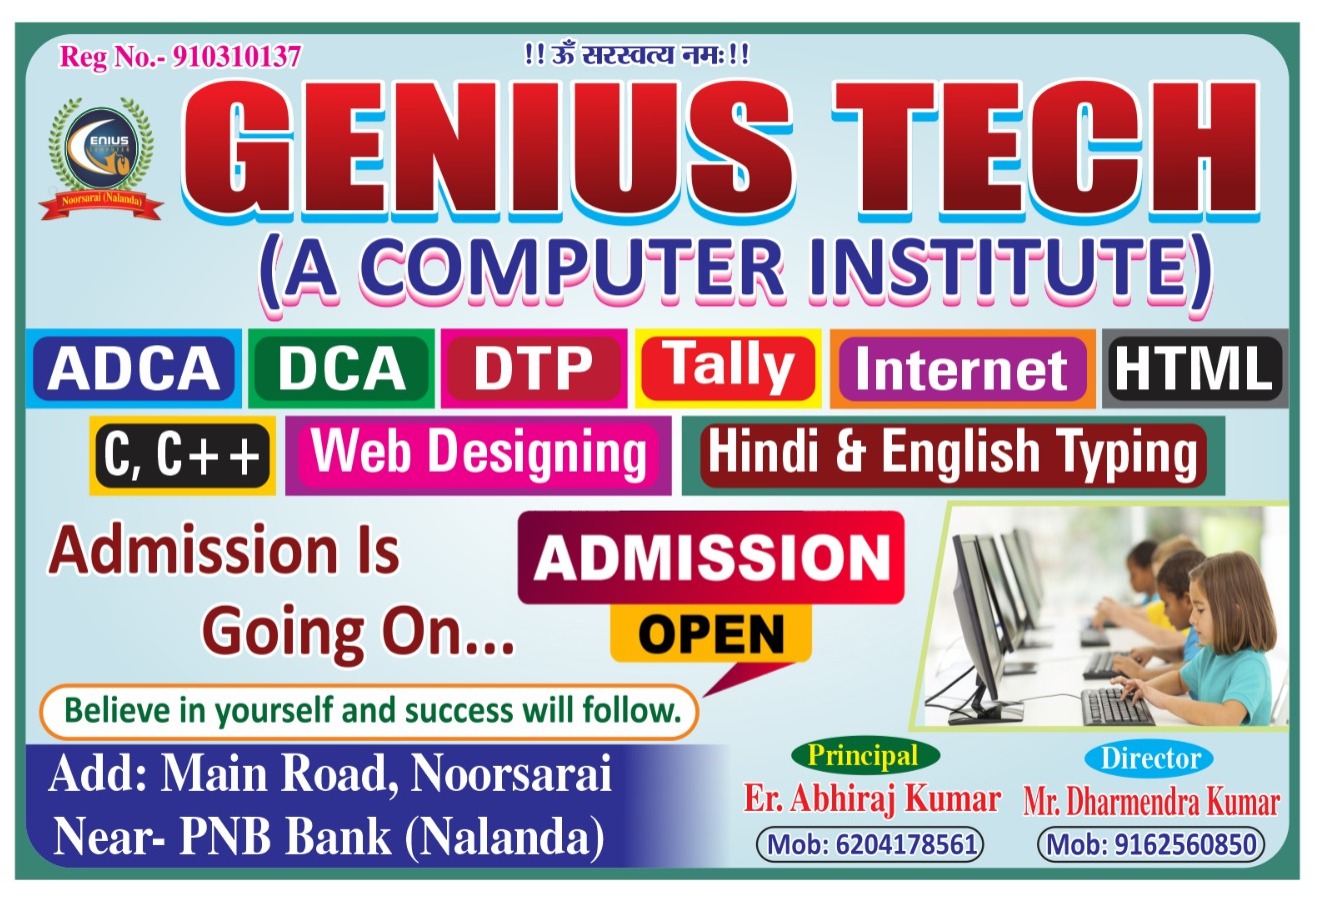 Reg No.- 910310137
!! ॐ सरस्वत्य नमः!!
GENIUS TECH
ENIUS
COMPUTER
Noorsarai (Nalanda)
(A COMPUTER INSTITUTE)
ADCA DCA DTP Tally Internet HTML
C, C++ Web Designing Hindi & English Typing
Admission Is
Going On...
ADMISSION
OPEN
Believe in yourself and success will follow.
Add: Main Road, Noorsarai
Near- PNB Bank (Nalanda)
Principal
Er. Abhiraj Kumar
Mob: 6204178561
Director
Mr. Dharmendra Kumar
Mob: 9162560850